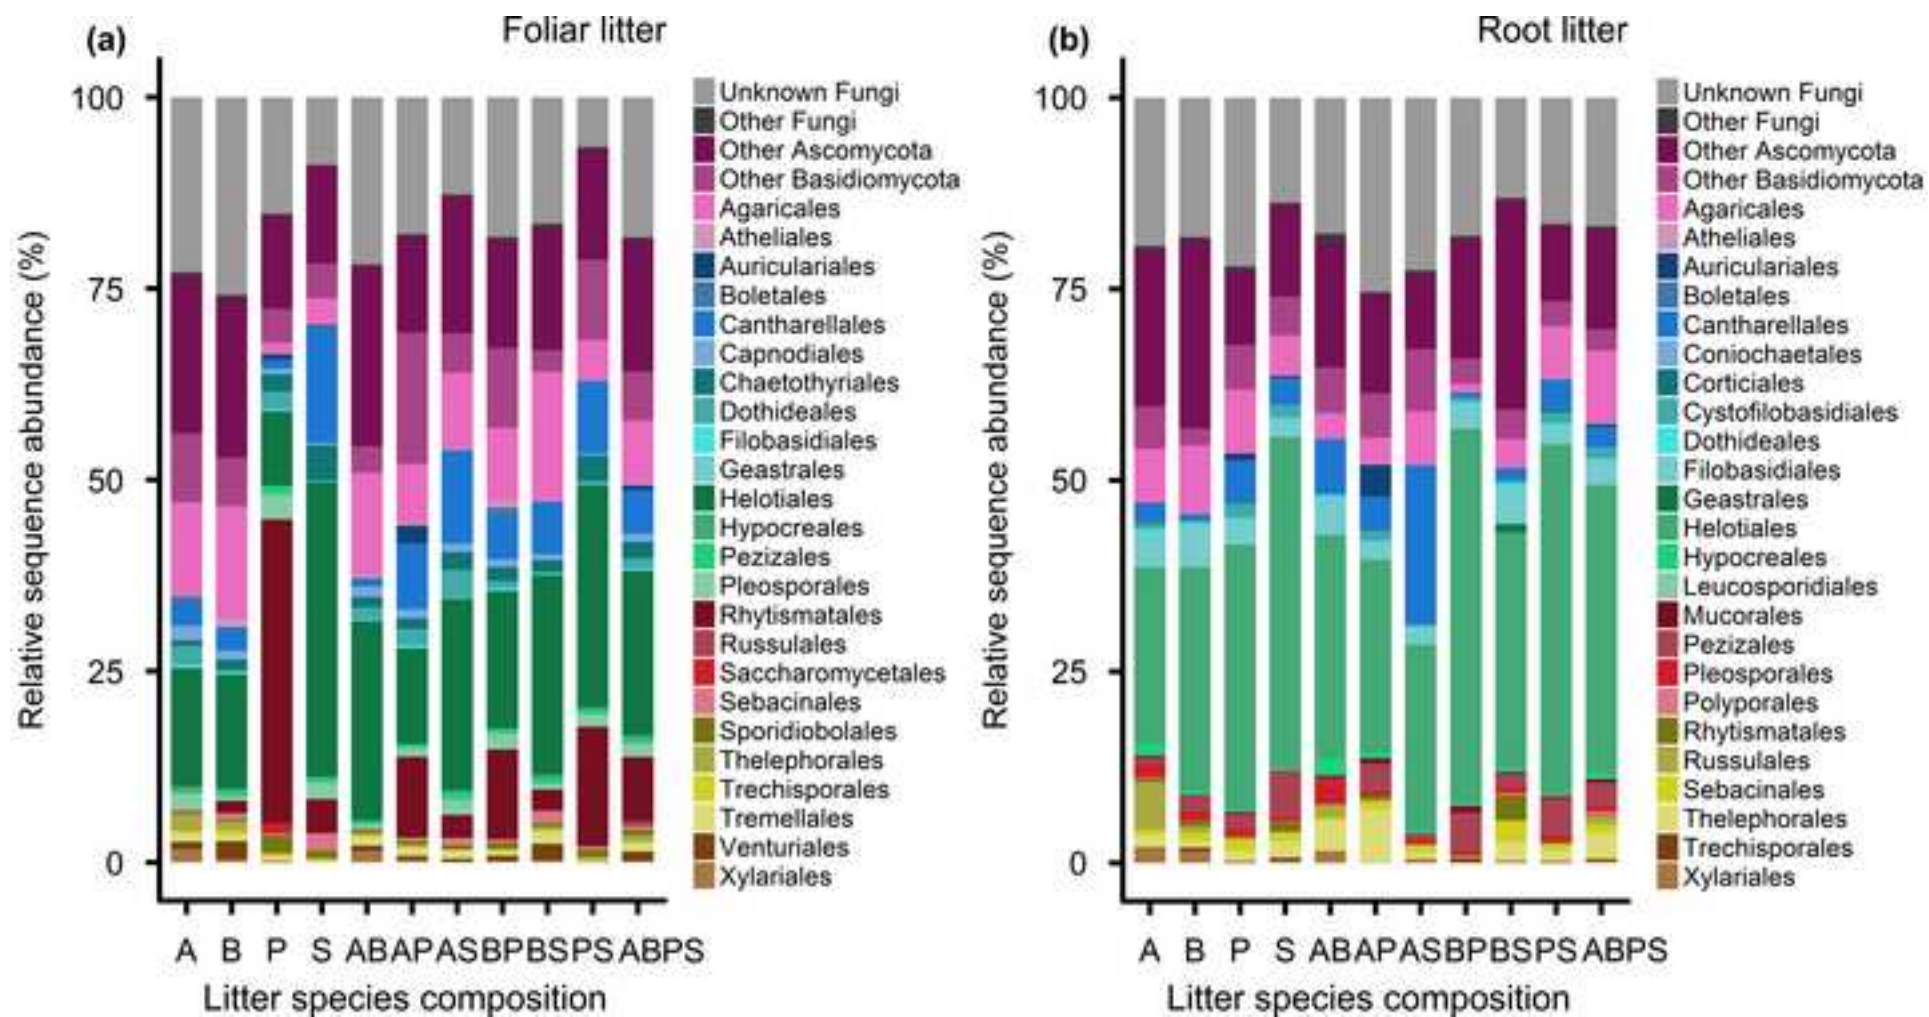 (a)
Foliar litter
Relative sequence abundance (%)
100
75
50
25
0
A B P S AB AP AS BP BS PS ABPS
Litter species composition
Unknown Fungi
Other Fungi
Other Ascomycota
Other Basidiomycota
Agaricales
Atheliales
Auriculariales
Boletales
Cantharellales
Capnodiales
Chaetothyriales
Dothideales
Filobasidiales
Geastrales
Helotiales
Hypocreales
Pezizales
Pleosporales
Rhytismatales
Russulales
Saccharomycetales
Sebacinales
Sporidiobolales
Thelephorales
Trechisporales
Tremellales
Venturiales
Xylariales
(b)
Root litter
Relative sequence abundance (%)
100
75
50
25
0
A B P S AB AP AS BP BS PS ABPS
Litter species composition
Unknown Fungi
Other Fungi
Other Ascomycota
Other Basidiomycota
Agaricales
Atheliales
Auriculariales
Boletales
Cantharellales
Coniochaetales
Corticiales
Cystofilobasidiales
Dothideales
Filobasidiales
Geastrales
Helotiales
Hypocreales
Leucosporidiales
Mucorales
Pezizales
Pleosporales
Polyporales
Rhytismatales
Russulales
Sebacinales
Thelephorales
Trechisporales
Xylariales